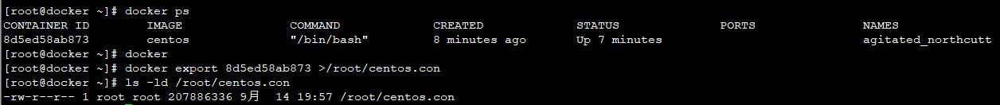 [root@docker ~]# docker ps
CONTAINER ID IMAGE COMMAND CREATED STATUS PORTS NAMES
8d5ed58ab873 centos "/bin/bash" 8 minutes ago Up 7 minutes agitated_northcutt
[root@docker ~]# docker
[root@docker ~]# docker export 8d5ed58ab873 >/root/centos.con
[root@docker ~]# ls -ld /root/centos.con
-rw-r--r-- 1 root root 207886336 9月 14 19:57 /root/centos.con